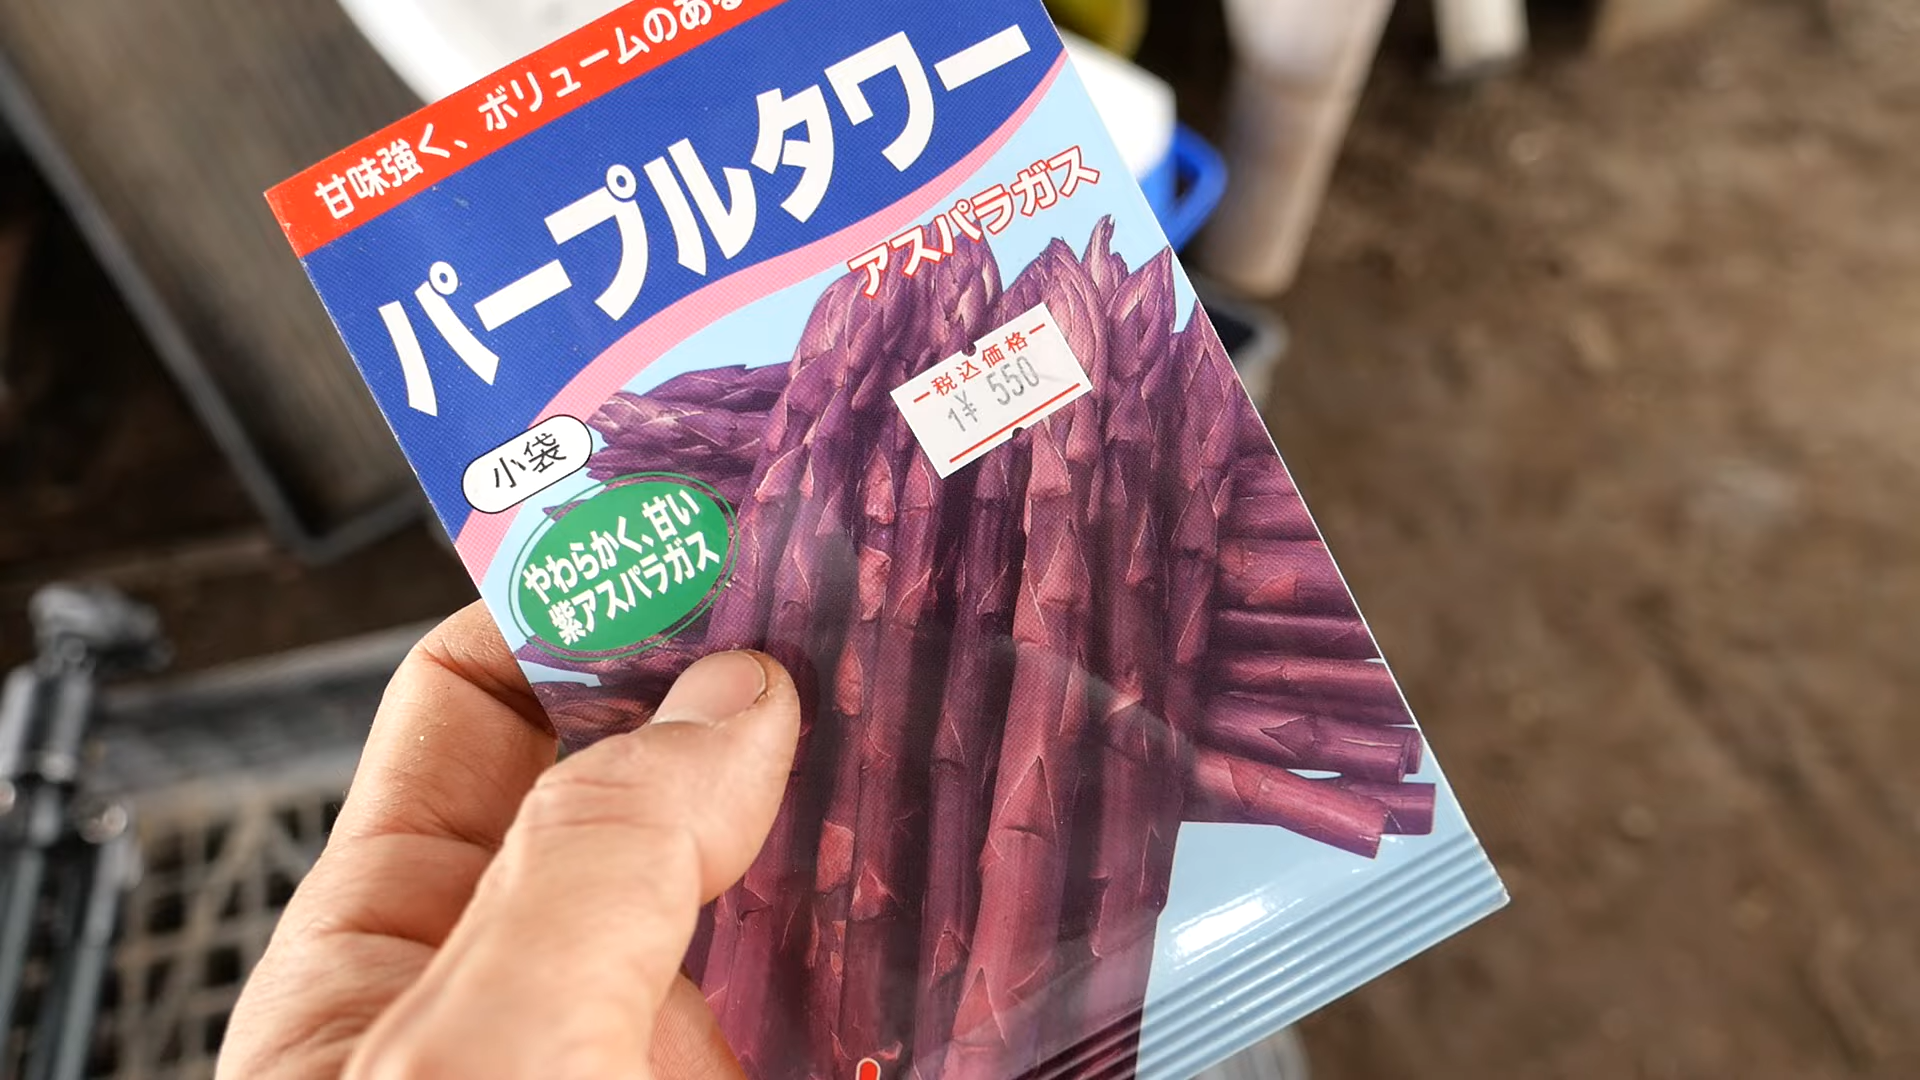 甘味強く、ボリュームのある
パープルタワー
アスパラガス
税込価格
1¥ 550
小袋
やわらかく、甘い
紫アスパラガス